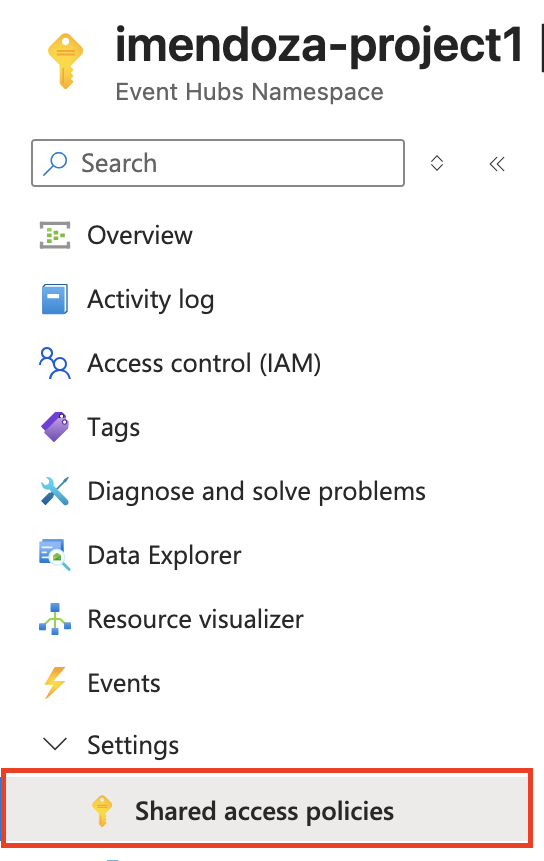 imendoza-project1
Event Hubs Namespace
Search
Overview
Activity log
Access control (IAM)
Tags
Diagnose and solve problems
Data Explorer
Resource visualizer
Events
Settings
Shared access policies